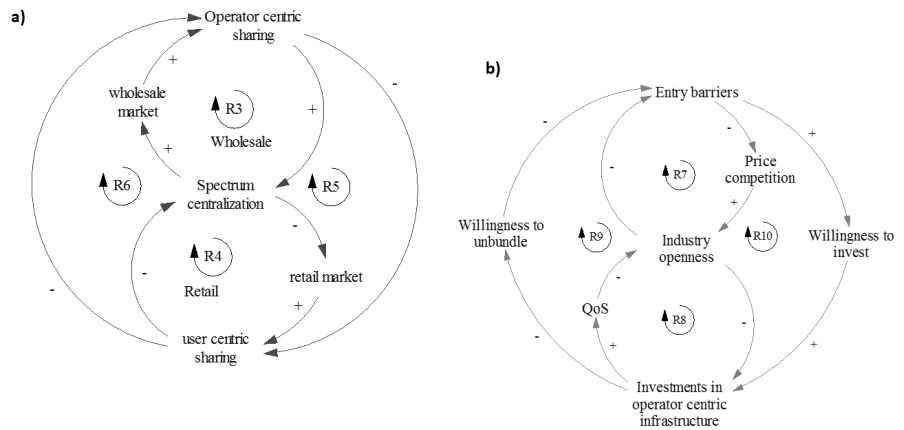 a)
Operator centric
sharing
+
-
wholesale
market
R3
+
Wholesale
+
R6
Spectrum
centralization
R5
-
R4
-
Retail
retail market
-
+
user centric
sharing
b)
Entry barriers
-
-
+
R7
Price
competition
-
+
Willingness to
unbundle
R9
Industry
openness
R10
Willingness to
invest
-
QoS
R8
-
-
+
+
Investments in
operator centric
infrastructure